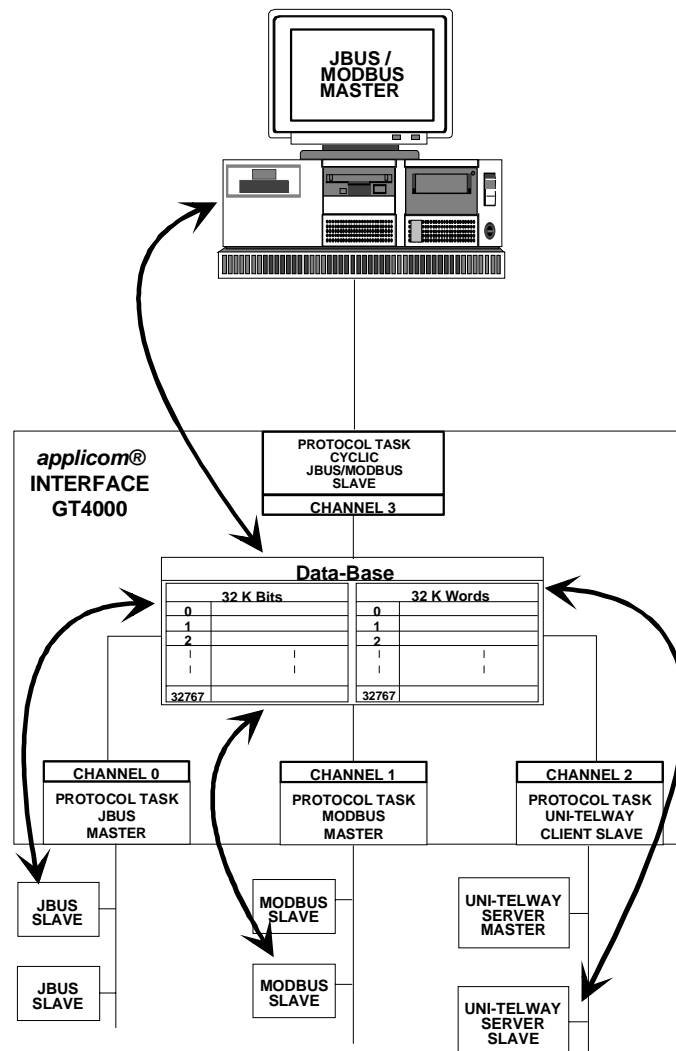 JBUS /
MODBUS
MASTER
applicom®
INTERFACE
GT4000
PROTOCOL TASK
CYCLIC
JBUS/MODBUS
SLAVE
CHANNEL 3
Data-Base
32 K Bits
0
1
2
32767
32 K Words
0
1
2
32767
CHANNEL 0
PROTOCOL TASK
JBUS
MASTER
CHANNEL 1
PROTOCOL TASK
MODBUS
MASTER
CHANNEL 2
PROTOCOL TASK
UNI-TELWAY
CLIENT SLAVE
JBUS
SLAVE
MODBUS
SLAVE
UNI-TELWAY
SERVER
MASTER
JBUS
SLAVE
MODBUS
SLAVE
UNI-TELWAY
SERVER
SLAVE